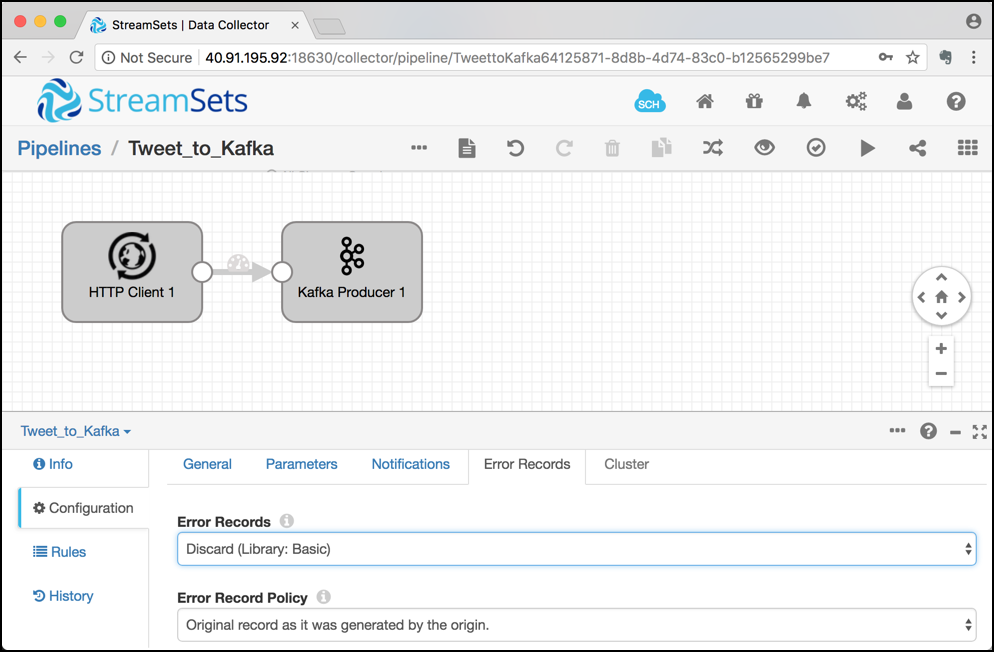 StreamSets | Data Collector
Not Secure 40.91.195.92:18630/collector/pipeline/TweettoKafka64125871-8d8b-4d74-83c0-b12565299be7
StreamSets
SCH
Pipelines / Tweet_to_Kafka
HTTP Client 1
Kafka Producer 1
Tweet_to_Kafka
Info
General Parameters Notifications Error Records Cluster
Configuration
Error Records
Discard (Library: Basic)
Rules
History
Error Record Policy
Original record as it was generated by the origin.